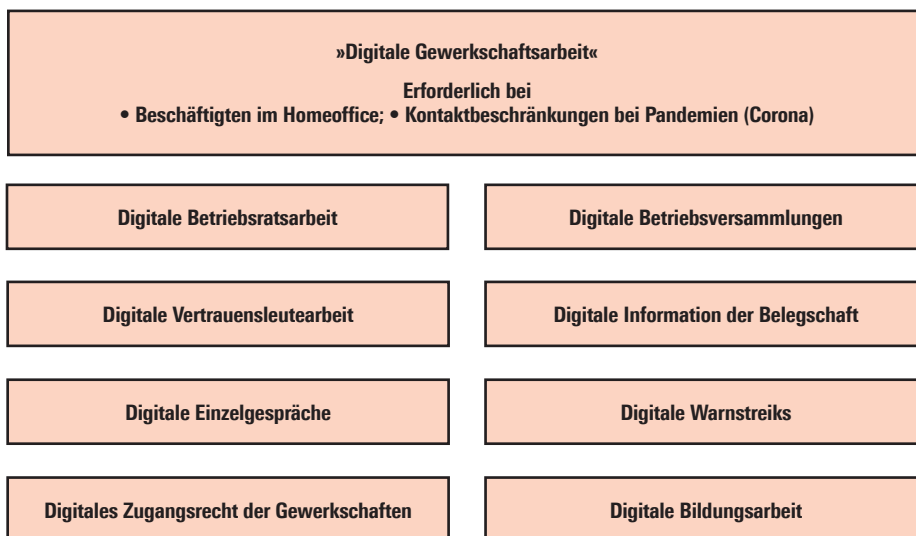 »Digitale Gewerkschaftsarbeit«
Erforderlich bei
• Beschäftigten im Homeoffice; • Kontaktbeschränkungen bei Pandemien (Corona)
Digitale Betriebsratsarbeit
Digitale Betriebsversammlungen
Digitale Vertrauensleutearbeit
Digitale Information der Belegschaft
Digitale Einzelgespräche
Digitale Warnstreiks
Digitales Zugangsrecht der Gewerkschaften
Digitale Bildungsarbeit